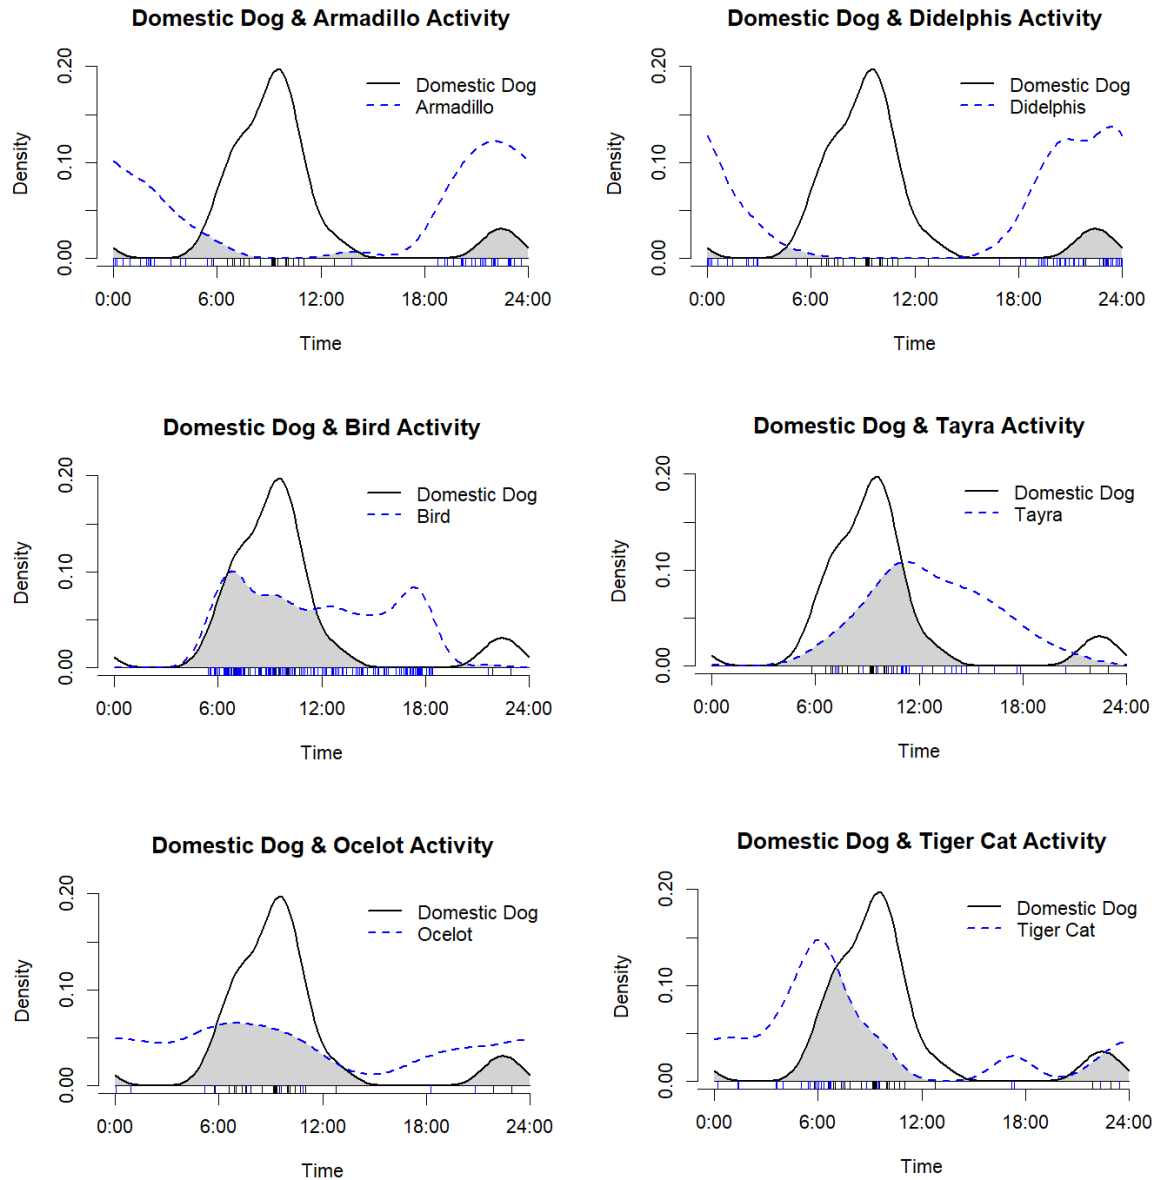 Domestic Dog & Armadillo Activity
Density
0.00 0.10 0.20
Domestic Dog
Armadillo
0:00 6:00 12:00 18:00 24:00
Time
Domestic Dog & Didelphis Activity
Density
0.00 0.10 0.20
Domestic Dog
Didelphis
0:00 6:00 12:00 18:00 24:00
Time
Domestic Dog & Bird Activity
Density
0.00 0.10 0.20
Domestic Dog
Bird
0:00 6:00 12:00 18:00 24:00
Time
Domestic Dog & Tayra Activity
Density
0.00 0.10 0.20
Domestic Dog
Tayra
0:00 6:00 12:00 18:00 24:00
Time
Domestic Dog & Ocelot Activity
Density
0.00 0.10 0.20
Domestic Dog
Ocelot
0:00 6:00 12:00 18:00 24:00
Time
Domestic Dog & Tiger Cat Activity
Density
0.00 0.10 0.20
Domestic Dog
Tiger Cat
0:00 6:00 12:00 18:00 24:00
Time